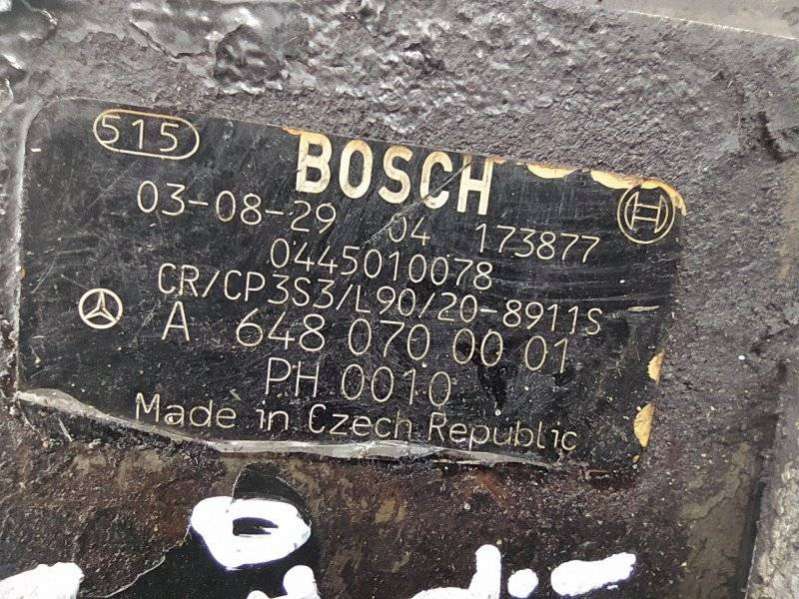 515
BOSCH
03-08-29 04 173877
0445010078
CR/CP3S3/L90/20-8911S
A 648 070 00 01
PH 0010
Made in Czech Republic